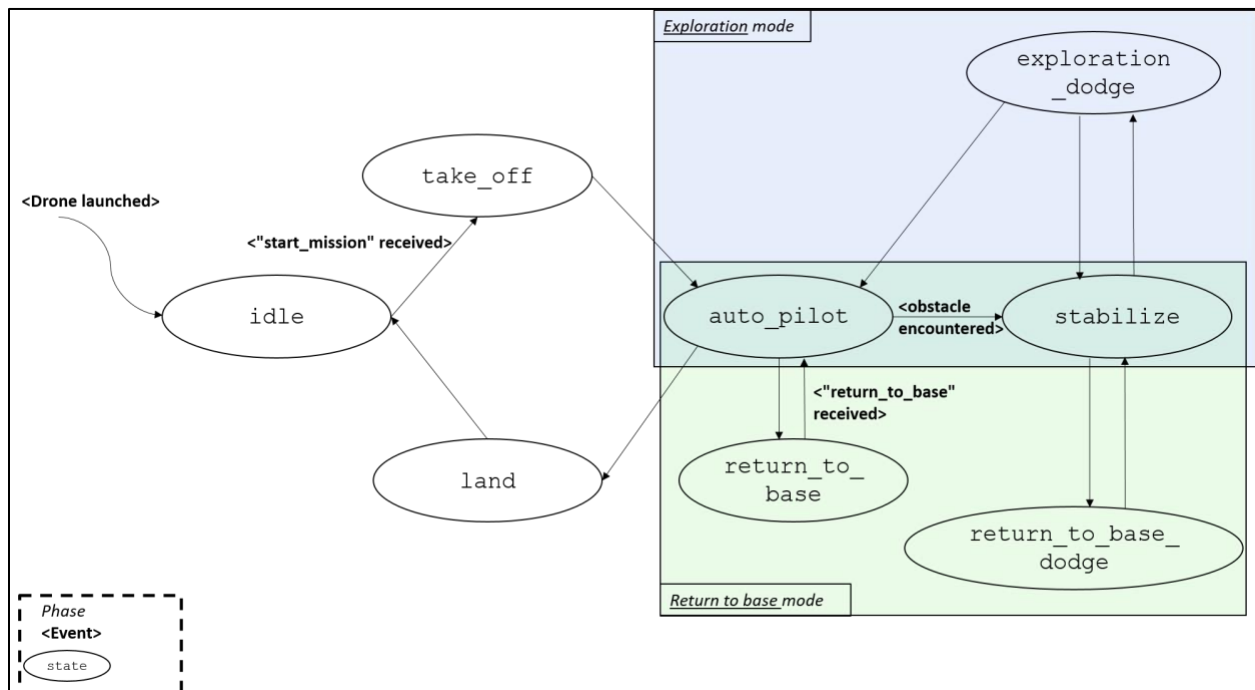 Exploration mode
exploration
_dodge
take_off
<Drone launched>
<"start_mission" received>
idle
auto_pilot
<obstacle
encountered>
stabilize
<"return_to_base"
received>
return_to_
base
land
return_to_base_
dodge
Return to base mode
Phase
<Event>
state